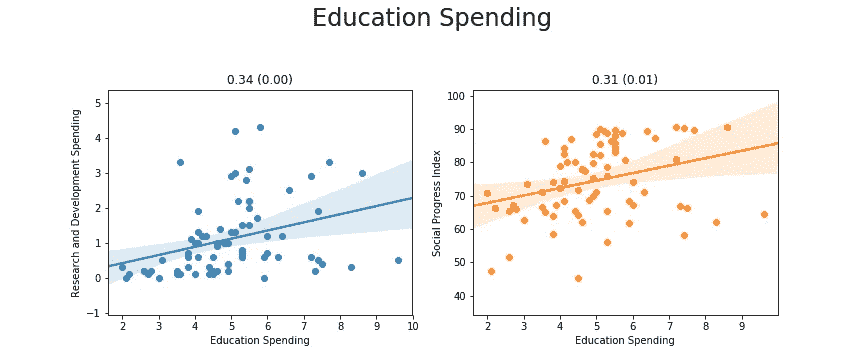 Education Spending
0.34 (0.00)
Research and Development Spending
5
4
3
2
1
0
−1
2 3 4 5 6 7 8 9 10
Education Spending
0.31 (0.01)
Social Progress Index
100
90
80
70
60
50
40
2 3 4 5 6 7 8 9
Education Spending